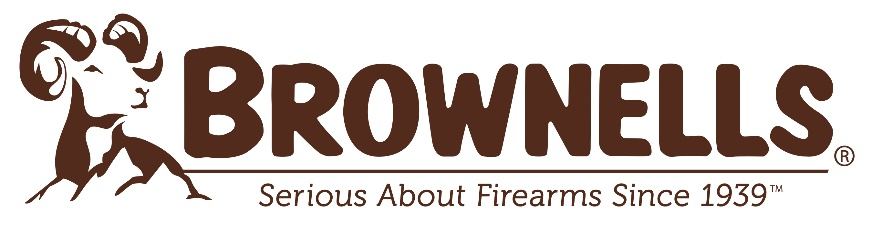 BROWNELLS®
Serious About Firearms Since 1939™